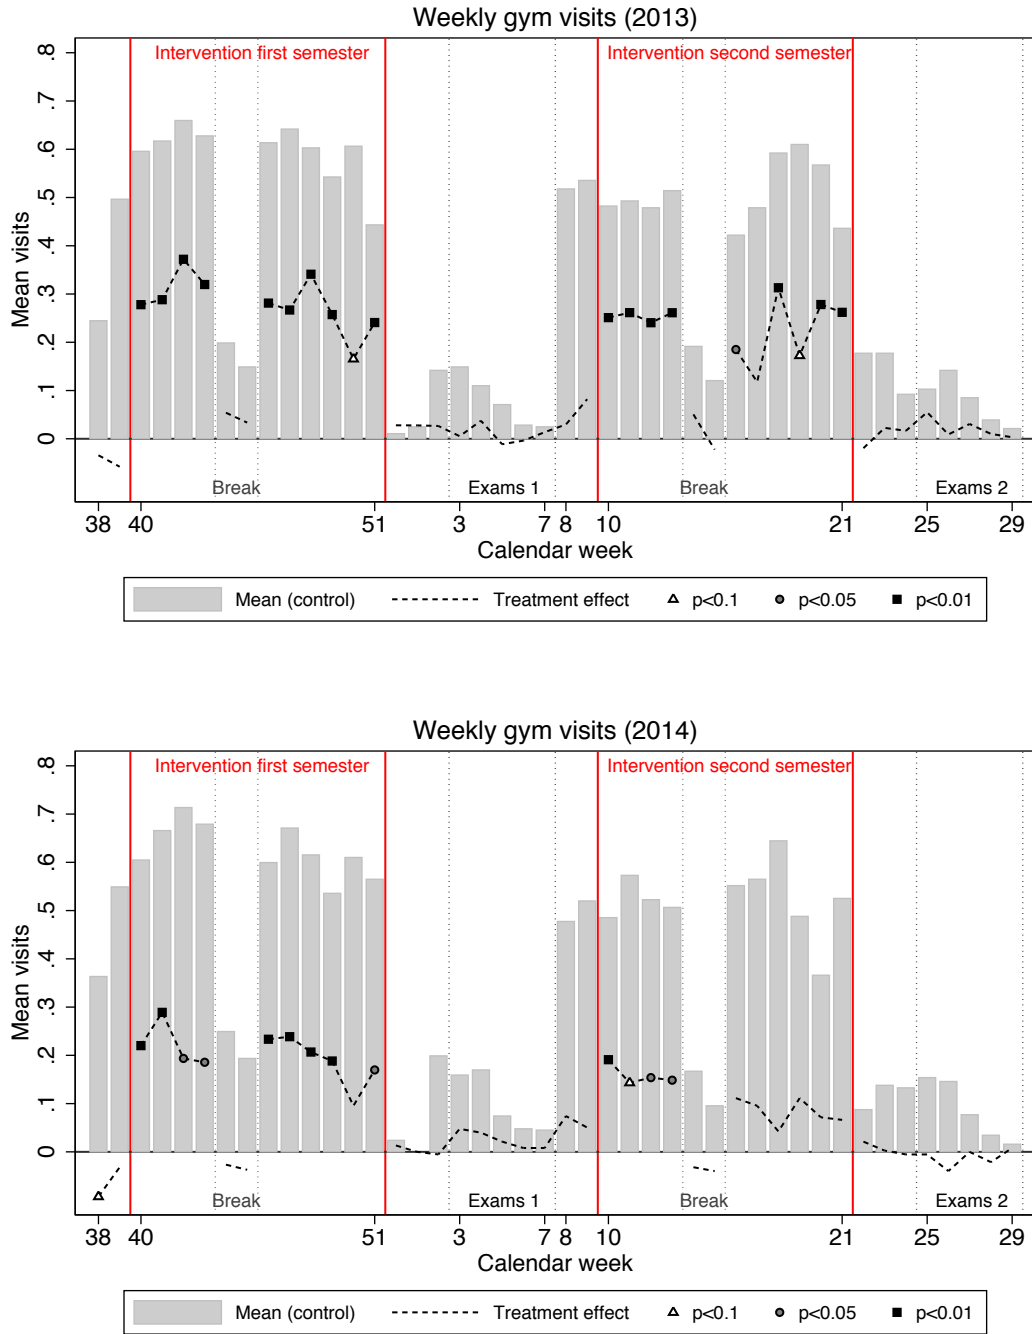 Weekly gym visits (2013)
Intervention first semester
Intervention second semester
.8
.7
.6
.5
.4
.3
.2
.1
0
Mean visits
Break
Exams 1
Break
Exams 2
38 40 51 3 7 8 10 21 25 29
Calendar week
Mean (control) Treatment effect p<0.1 p<0.05 p<0.01
Weekly gym visits (2014)
Intervention first semester
Intervention second semester
.8
.7
.6
.5
.4
.3
.2
.1
0
Mean visits
Break
Exams 1
Break
Exams 2
38 40 51 3 7 8 10 21 25 29
Calendar week
Mean (control) Treatment effect p<0.1 p<0.05 p<0.01